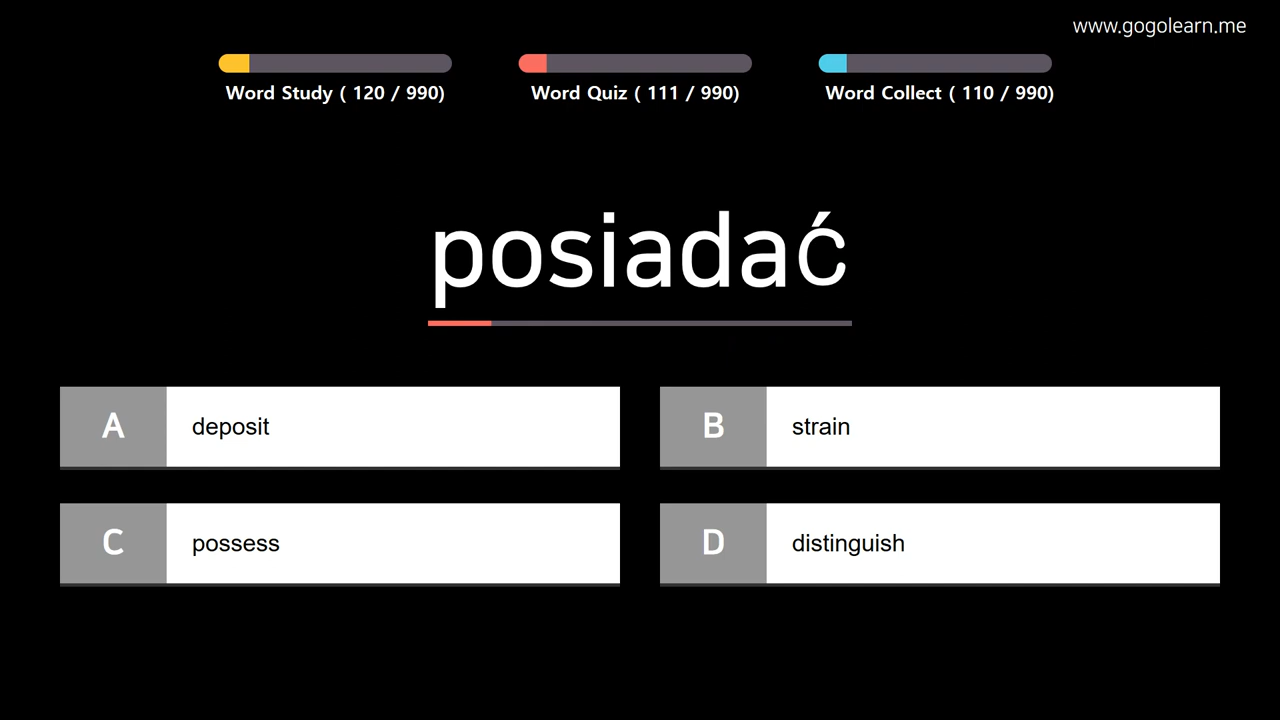 www.gogolearn.me
Word Study ( 120 / 990)
Word Quiz ( 111 / 990)
Word Collect ( 110 / 990)
posiadać
A deposit
B strain
C possess
D distinguish